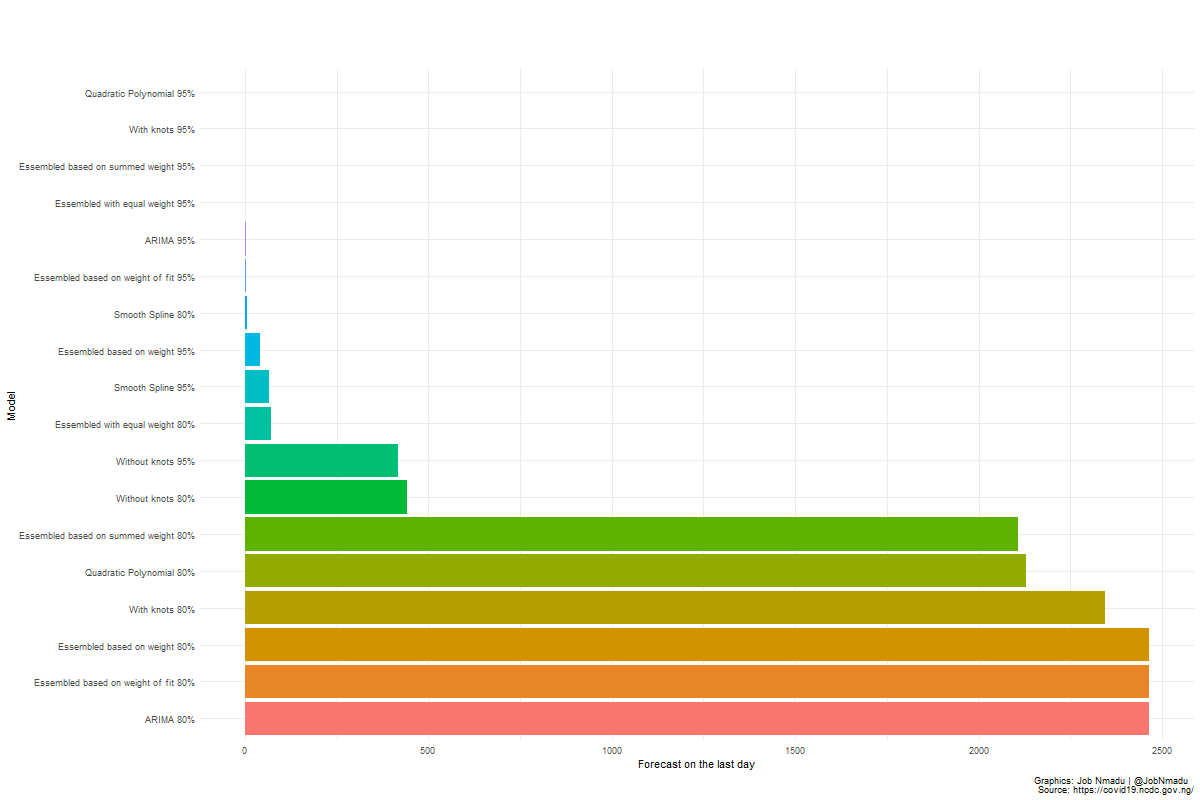 Quadratic Polynomial 95%
With knots 95%
Essembled based on summed weight 95%
Essembled with equal weight 95%
ARIMA 95%
Essembled based on weight of fit 95%
Smooth Spline 80%
Essembled based on weight 95%
Smooth Spline 95%
Essembled with equal weight 80%
Without knots 95%
Without knots 80%
Essembled based on summed weight 80%
Quadratic Polynomial 80%
With knots 80%
Essembled based on weight 80%
Essembled based on weight of fit 80%
ARIMA 80%
Model
0 500 1000 1500 2000 2500
Forecast on the last day
Graphics: Job Nmadu | @JobNmadu
Source: https://covid19.ncdc.gov.ng/